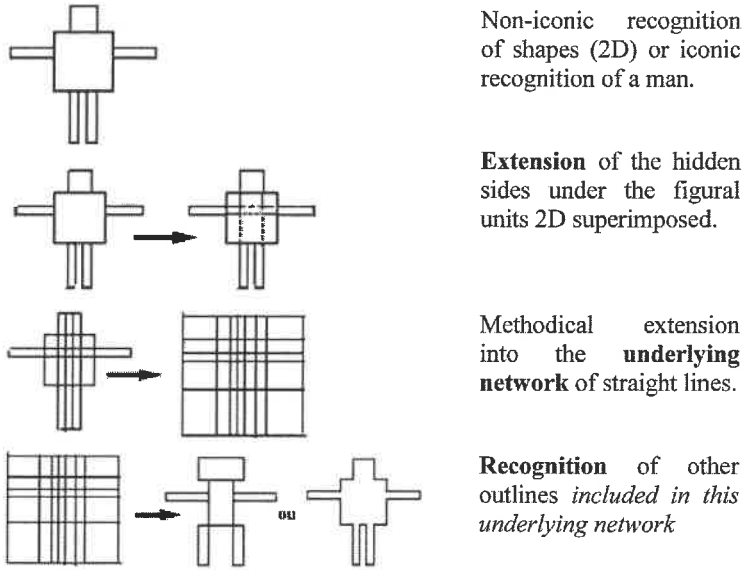 Non-iconic recognition
of shapes (2D) or iconic
recognition of a man.
Extension of the hidden
sides under the figural
units 2D superimposed.
Methodical extension
into the underlying
network of straight lines.
Recognition of other
outlines included in this
underlying network
ou